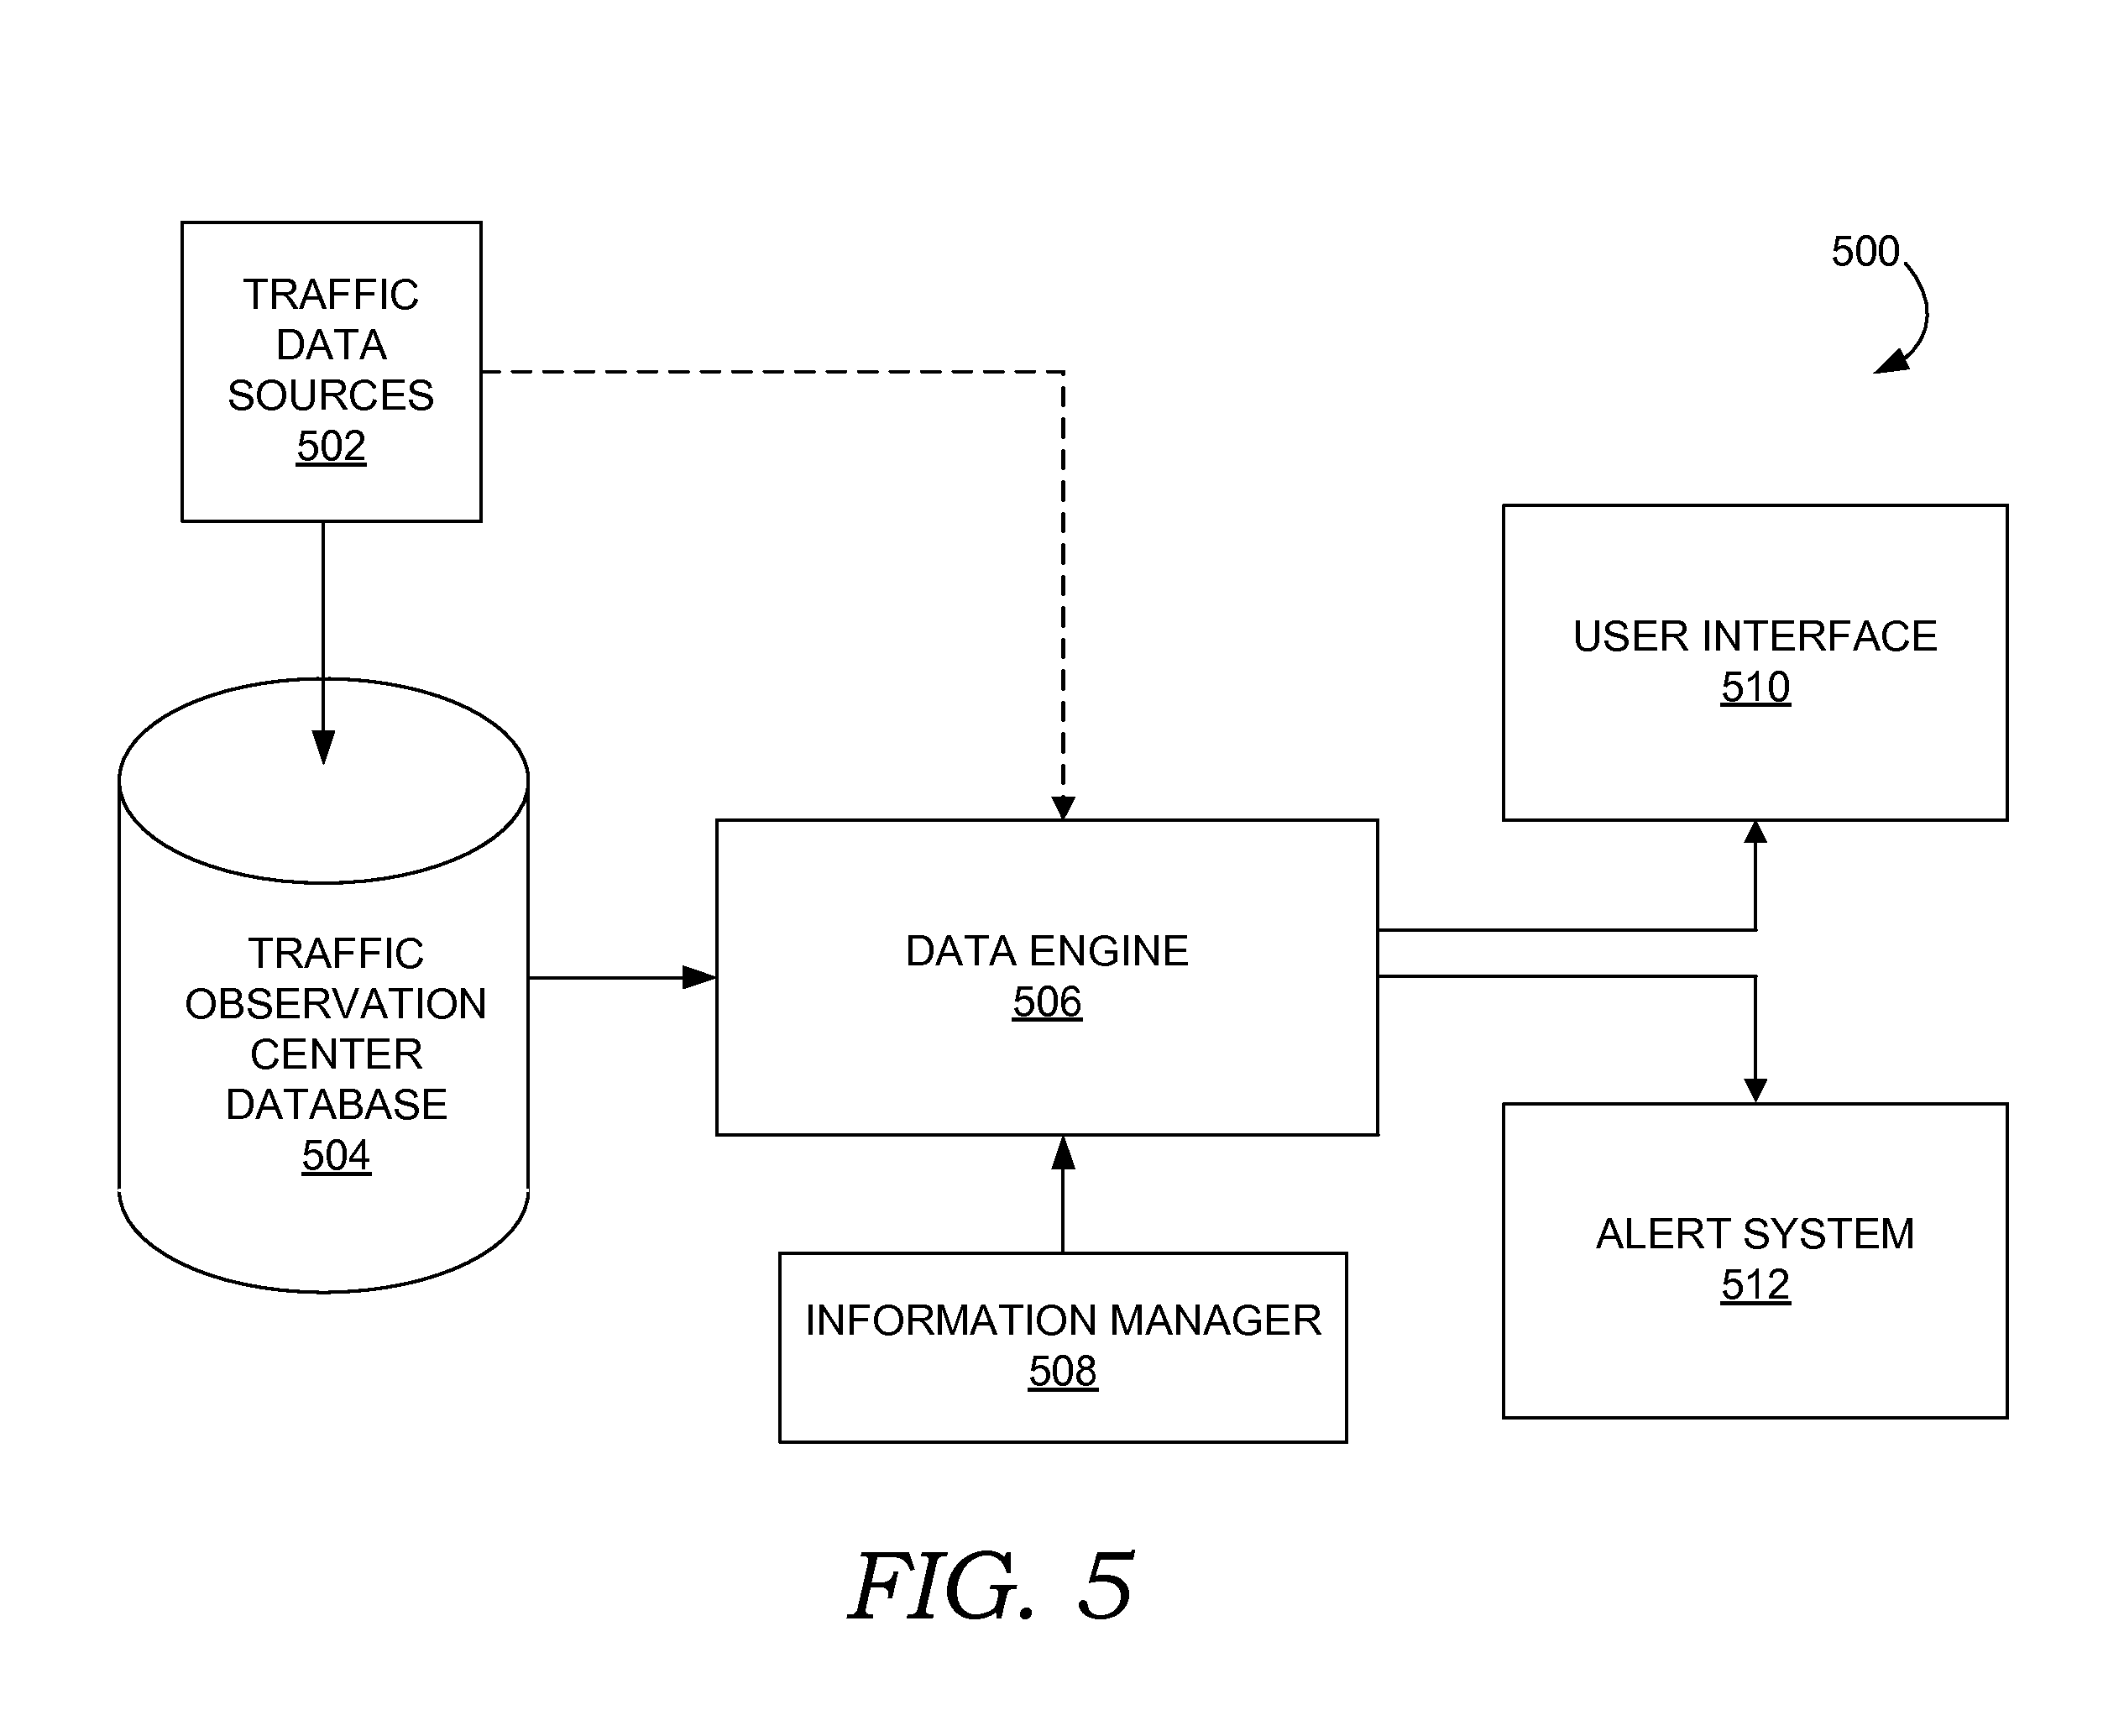 TRAFFIC
DATA
SOURCES
502
500
USER INTERFACE
510
TRAFFIC
OBSERVATION
CENTER
DATABASE
504
DATA ENGINE
506
ALERT SYSTEM
512
INFORMATION MANAGER
508
FIG. 5